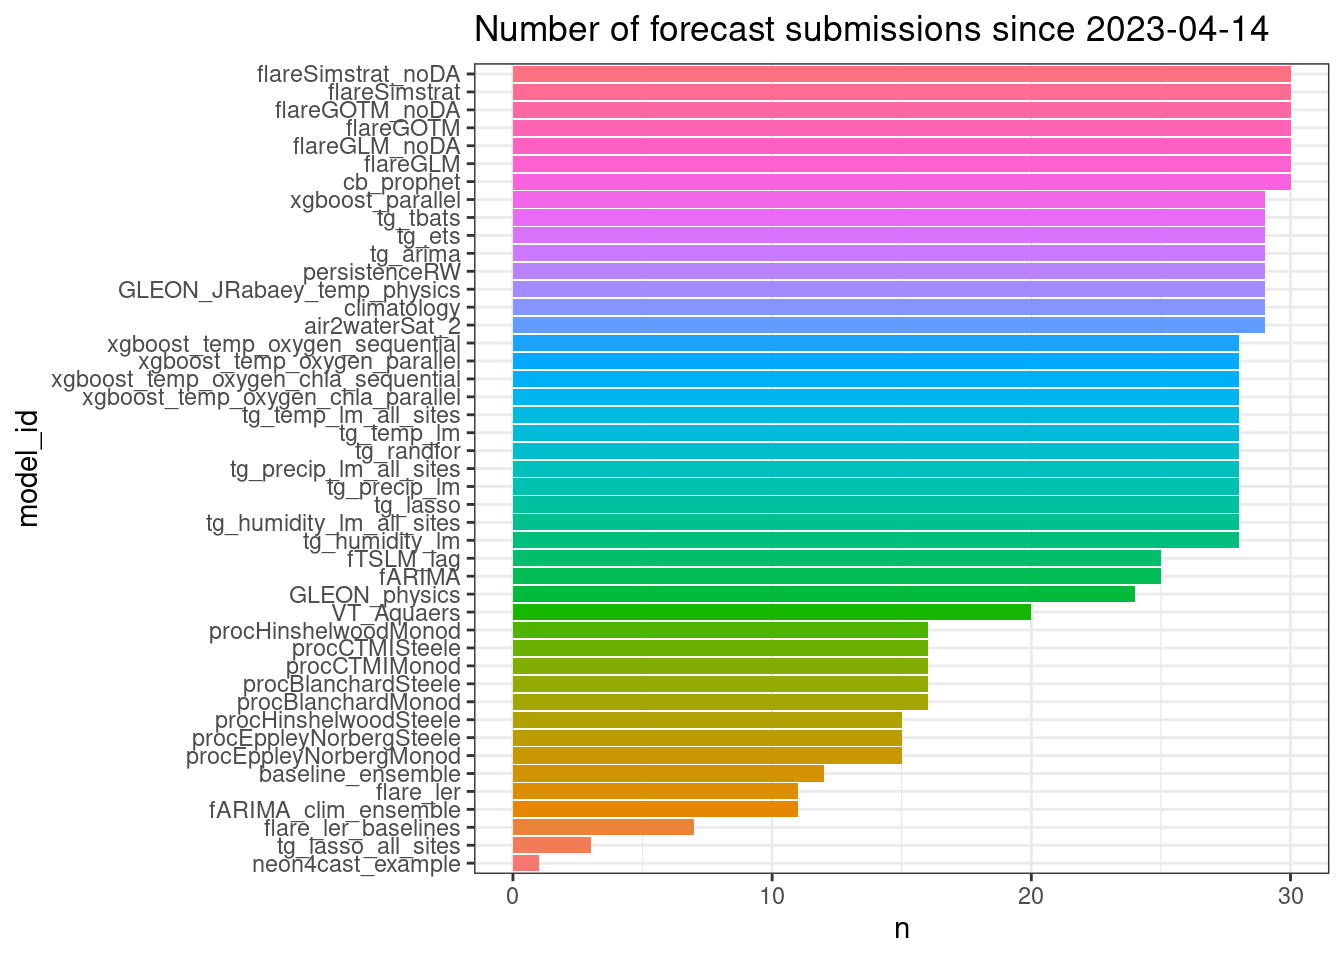 Number of forecast submissions since 2023-04-14
flareSimstrat_noDA
flareSimstrat
flareGOTM_noDA
flareGOTM
flareGLM_noDA
flareGLM
cb_prophet
xgboost_parallel
tg_tbats
tg_ets
tg_arima
persistenceRW
GLEON_JRabaey_temp_physics
climatology
air2waterSat_2
xgboost_temp_oxygen_sequential
xgboost_temp_oxygen_parallel
xgboost_temp_oxygen_chla_sequential
xgboost_temp_oxygen_chla_parallel
tg_temp_lm_all_sites
tg_temp_lm
tg_randfor
tg_precip_lm_all_sites
tg_precip_lm
tg_lasso
tg_humidity_lm_all_sites
tg_humidity_lm
fTSLM_lag
fARIMA
GLEON_physics
VT_Aquaers
procHinshelwoodMonod
procCTMISteele
procCTMIMonod
procBlanchardSteele
procBlanchardMonod
procHinshelwoodSteele
procEppleyNorbergSteele
procEppleyNorbergMonod
baseline_ensemble
flare_ler
fARIMA_clim_ensemble
flare_ler_baselines
tg_lasso_all_sites
neon4cast_example
model_id
0 10 20 30
n